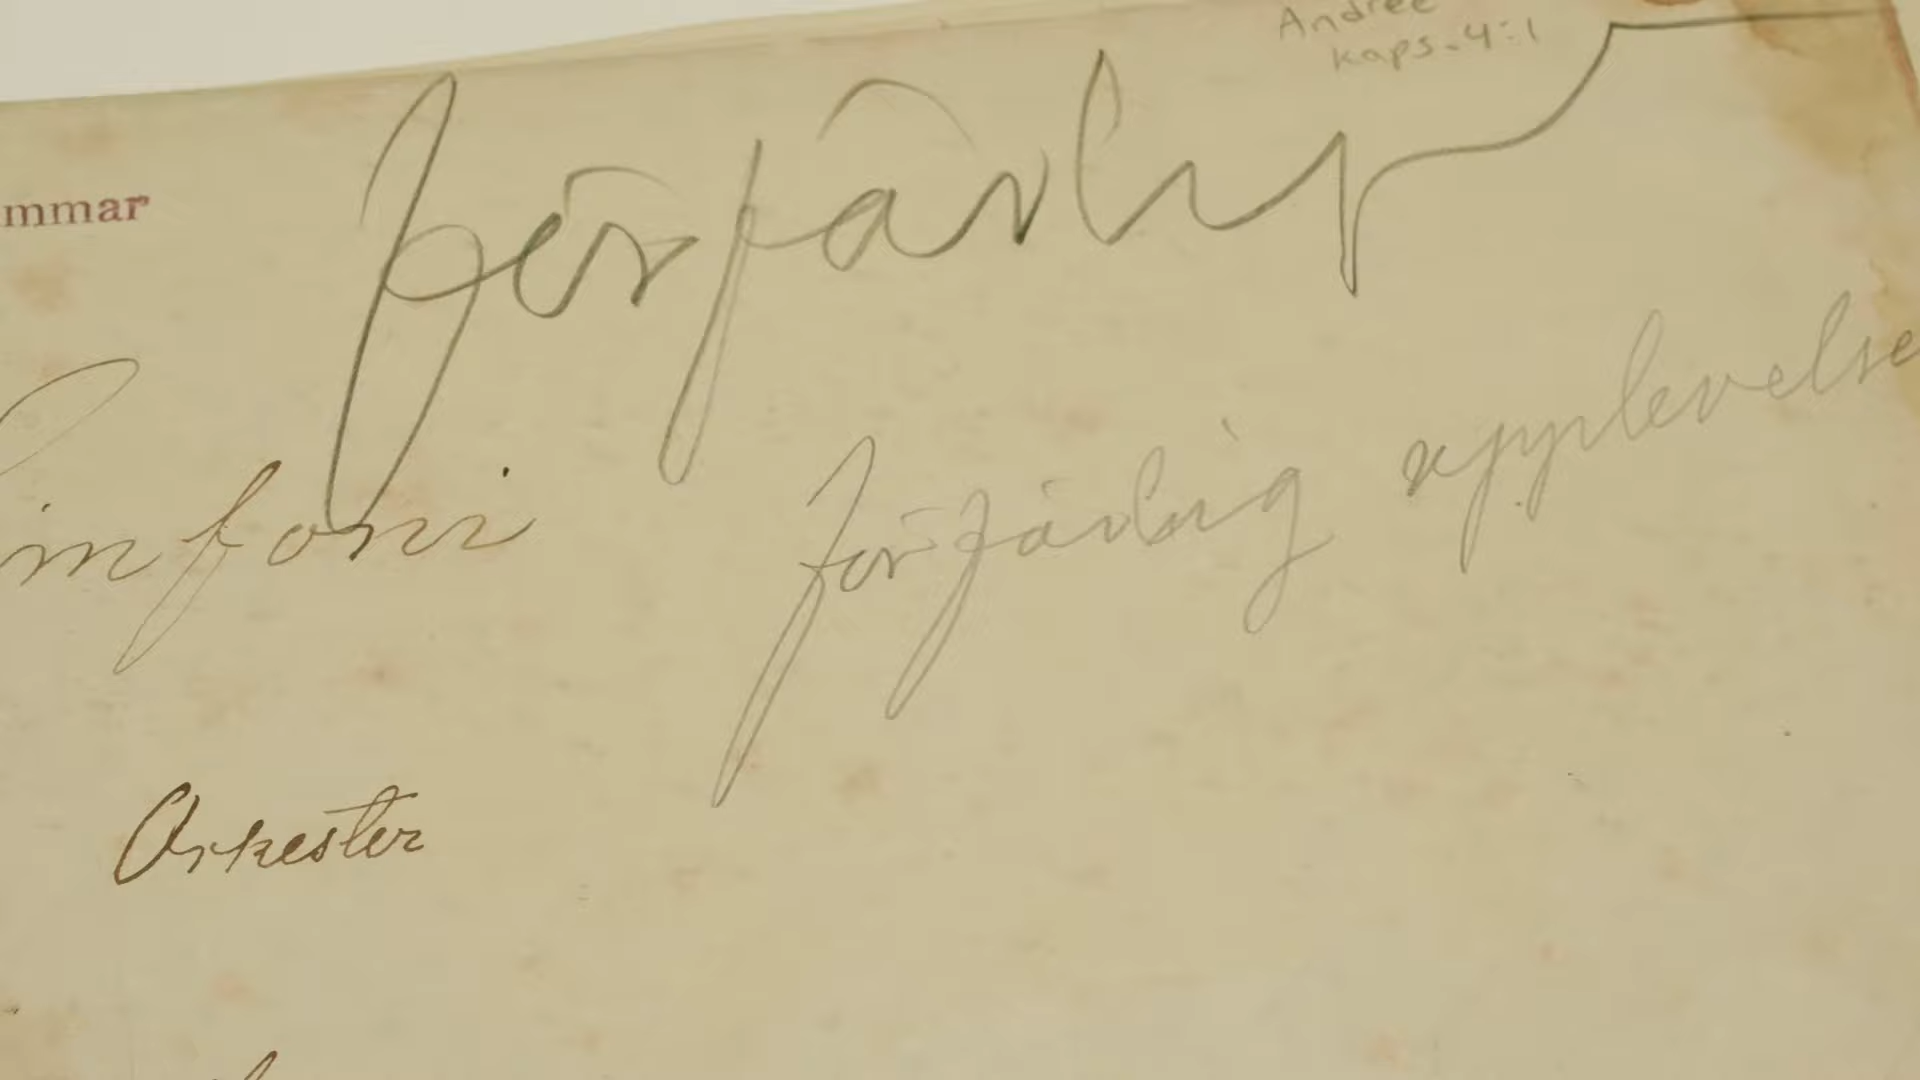 Andrée
kaps. 4:1
förfärlig
mmar
infoni
förfärlig upplevelse
Orkester